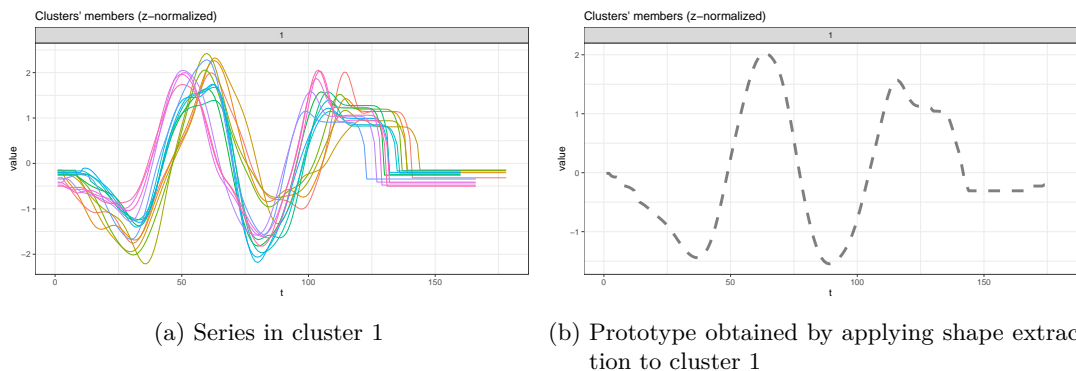 Clusters' members (z-normalized)
1
value
2
1
0
−1
−2
0
50
100
150
t
(a) Series in cluster 1
Clusters' members (z-normalized)
1
value
2
1
0
−1
0
50
100
150
t
(b) Prototype obtained by applying shape extrac-
tion to cluster 1